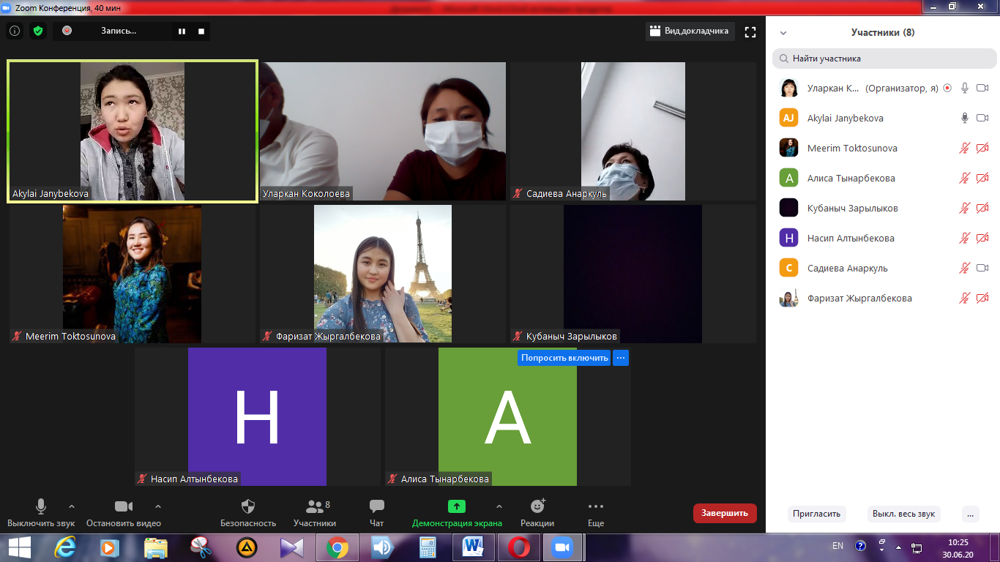 Zoom Конференция, 40 мин
Запись...
Вид докладчика
Akylai Janybekova
Уларкан Коколоева
Садиева Анаркуль
Meerim Toktosunova
Фаризат Жыргалбекова
Кубаныч Зарылыков
Попросить включить ...
Н
А
Насип Алтынбекова
Алиса Тынарбекова
Выключить звук
Остановить видео
Безопасность
Участники
8
Чат
Демонстрация экрана
Реакции
Еще
Завершить
Участники (8)
Найти участника
Уларкан К... (Организатор, я)
AJ Akylai Janybekova
Meerim Toktosunova
А Алиса Тынарбекова
Кубаныч Зарылыков
Н Насип Алтынбекова
С Садиева Анаркуль
Фаризат Жыргалбекова
Пригласить
Выкл. весь звук
...
EN
10:25
30.06.20